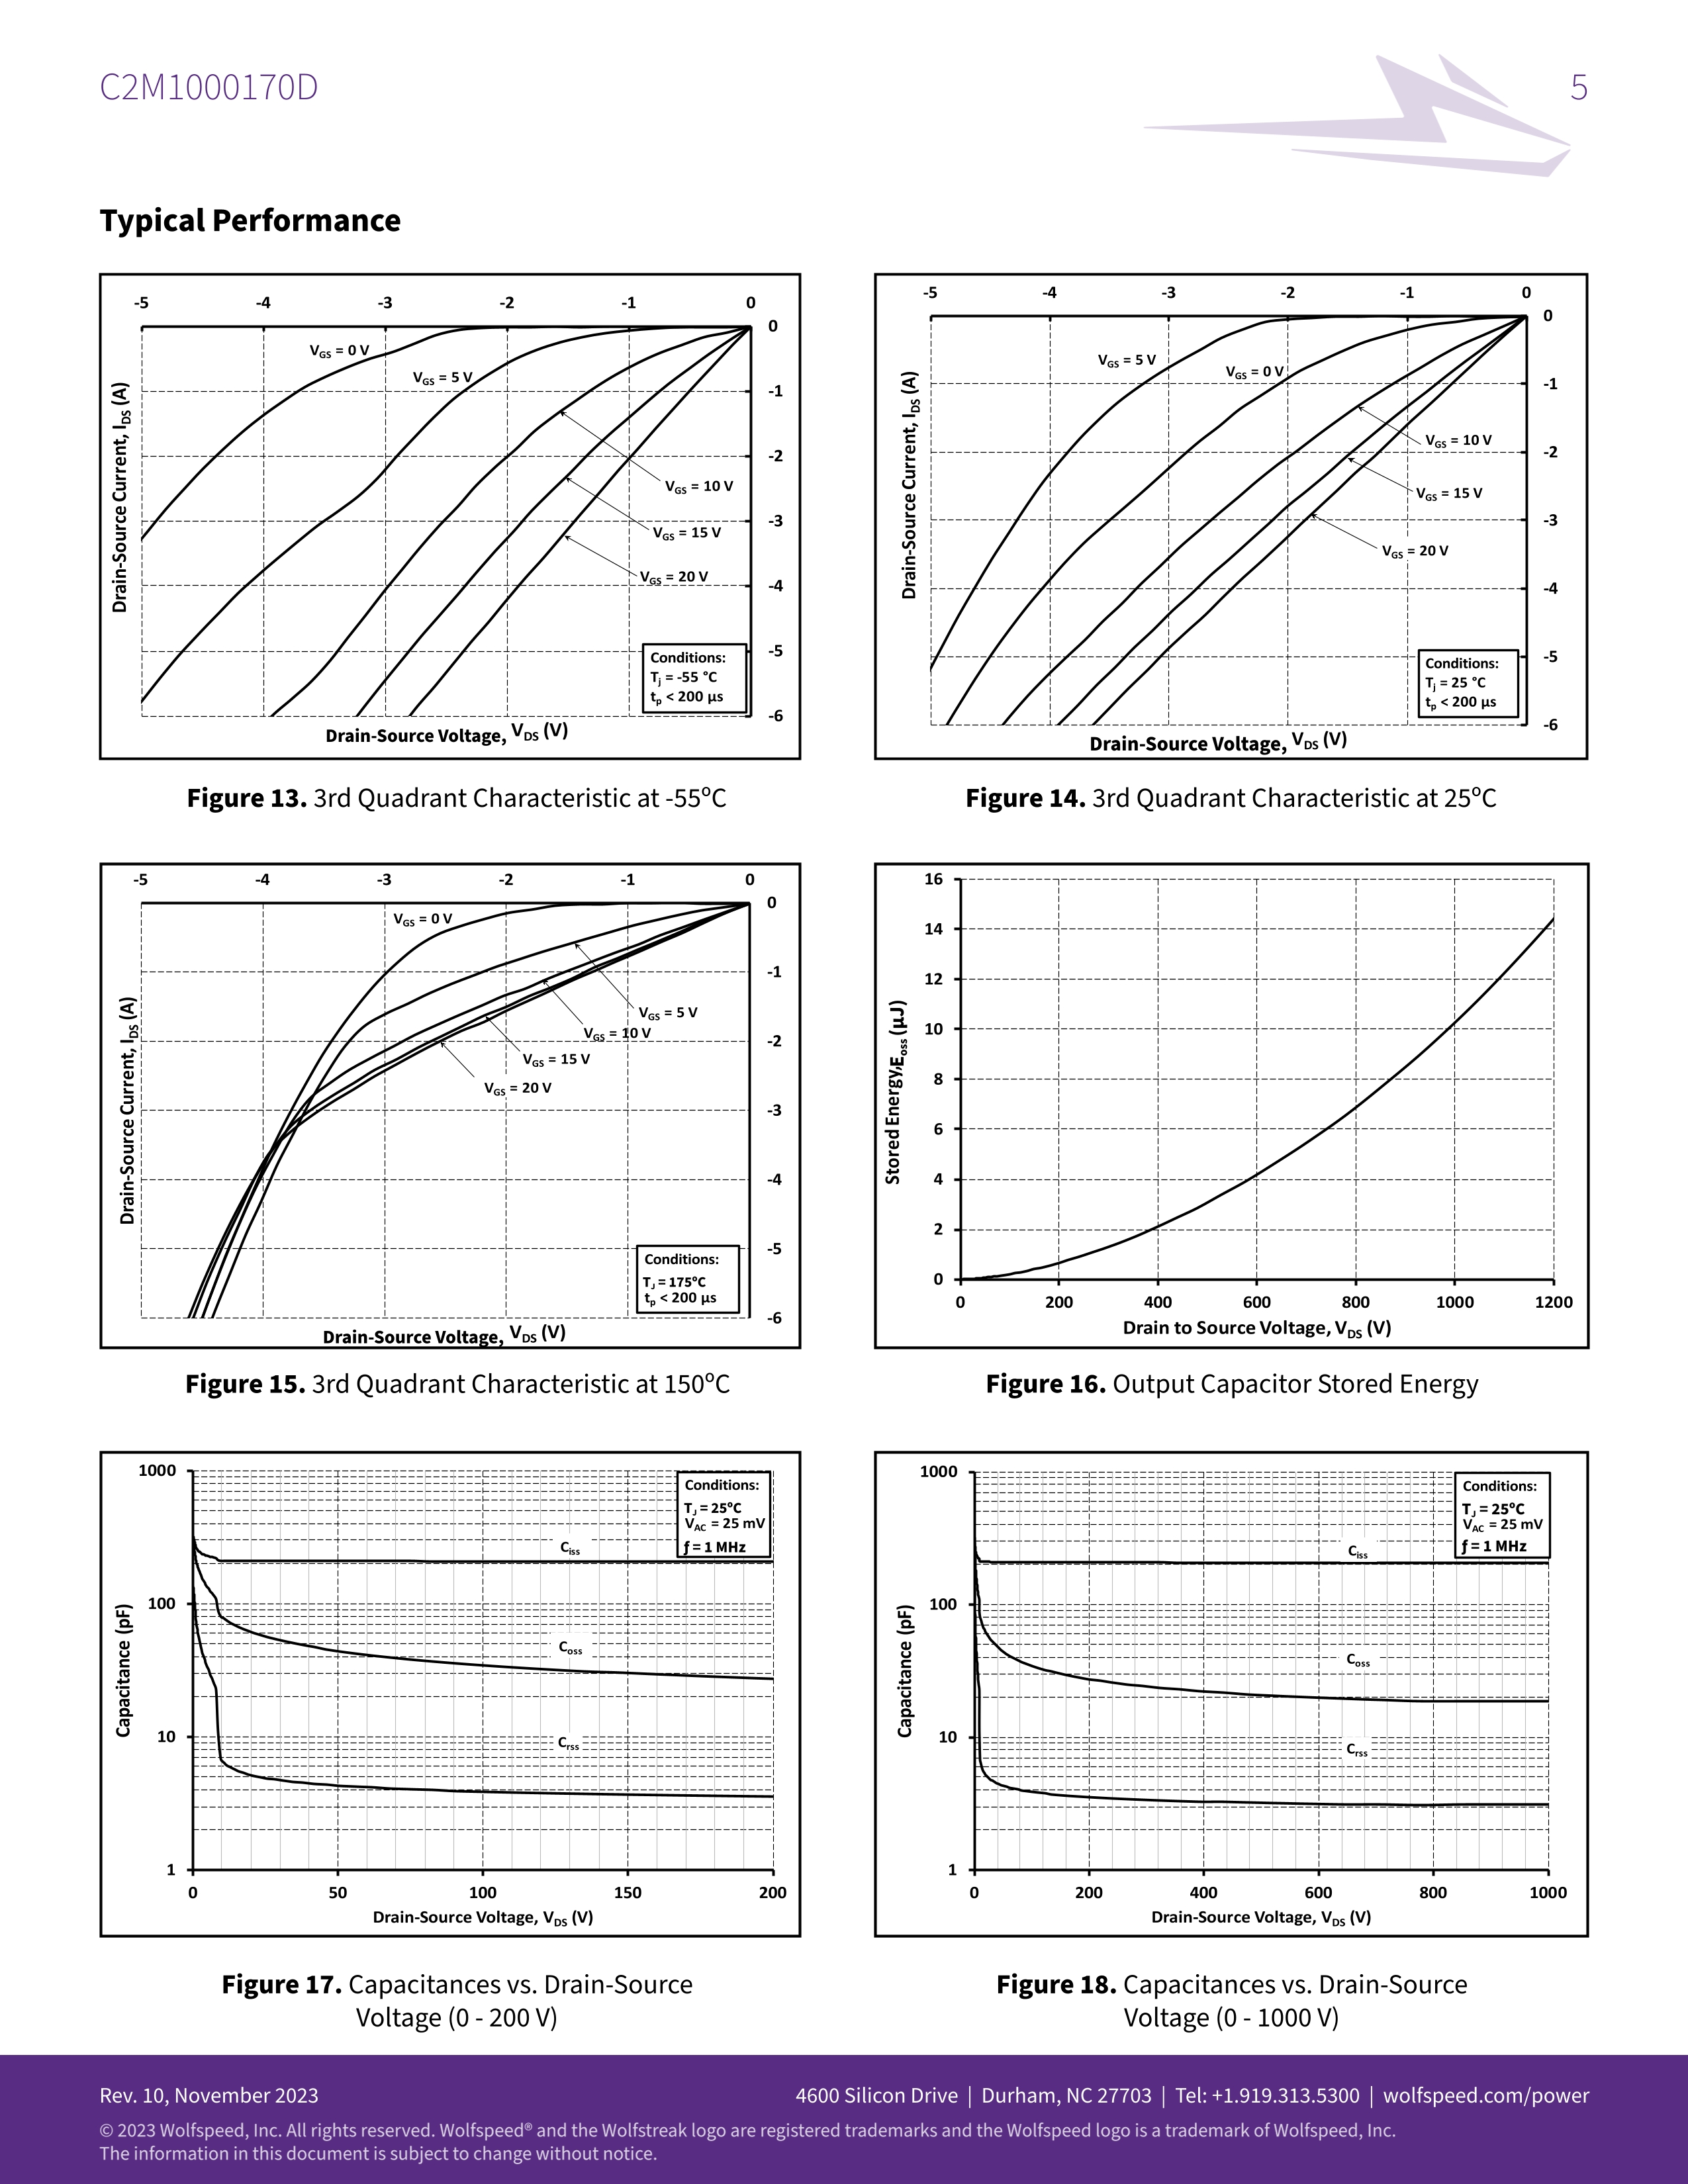 C2M1000170D
5
Typical Performance
-5 -4 -3 -2 -1 0
0
-1
-2
-3
-4
-5
-6
VGS = 0 V
VGS = 5 V
VGS = 10 V
VGS = 15 V
VGS = 20 V
Conditions:
Tj = -55 °C
tp < 200 µs
Drain-Source Current, IDS (A)
Drain-Source Voltage, VDS (V)
Figure 13. 3rd Quadrant Characteristic at -55ºC
-5 -4 -3 -2 -1 0
0
-1
-2
-3
-4
-5
-6
VGS = 5 V
VGS = 0 V
VGS = 10 V
VGS = 15 V
VGS = 20 V
Conditions:
Tj = 25 °C
tp < 200 µs
Drain-Source Current, IDS (A)
Drain-Source Voltage, VDS (V)
Figure 14. 3rd Quadrant Characteristic at 25ºC
-5 -4 -3 -2 -1 0
0
-1
-2
-3
-4
-5
-6
VGS = 0 V
VGS = 5 V
VGS = 10 V
VGS = 15 V
VGS = 20 V
Conditions:
TJ = 175°C
tp < 200 µs
Drain-Source Current, IDS (A)
Drain-Source Voltage, VDS (V)
Figure 15. 3rd Quadrant Characteristic at 150ºC
16
14
12
10
8
6
4
2
0
0 200 400 600 800 1000 1200
Stored Energy, Eoss (µJ)
Drain to Source Voltage, VDS (V)
Figure 16. Output Capacitor Stored Energy
1000
100
10
1
0 50 100 150 200
Conditions:
TJ = 25°C
VAC = 25 mV
f = 1 MHz
Ciss
Coss
Crss
Capacitance (pF)
Drain-Source Voltage, VDS (V)
Figure 17. Capacitances vs. Drain-Source
Voltage (0 - 200 V)
1000
100
10
1
0 200 400 600 800 1000
Conditions:
TJ = 25°C
VAC = 25 mV
f = 1 MHz
Ciss
Coss
Crss
Capacitance (pF)
Drain-Source Voltage, VDS (V)
Figure 18. Capacitances vs. Drain-Source
Voltage (0 - 1000 V)
Rev. 10, November 2023
4600 Silicon Drive | Durham, NC 27703 | Tel: +1.919.313.5300 | wolfspeed.com/power
© 2023 Wolfspeed, Inc. All rights reserved. Wolfspeed® and the Wolfstreak logo are registered trademarks and the Wolfspeed logo is a trademark of Wolfspeed, Inc.
The information in this document is subject to change without notice.